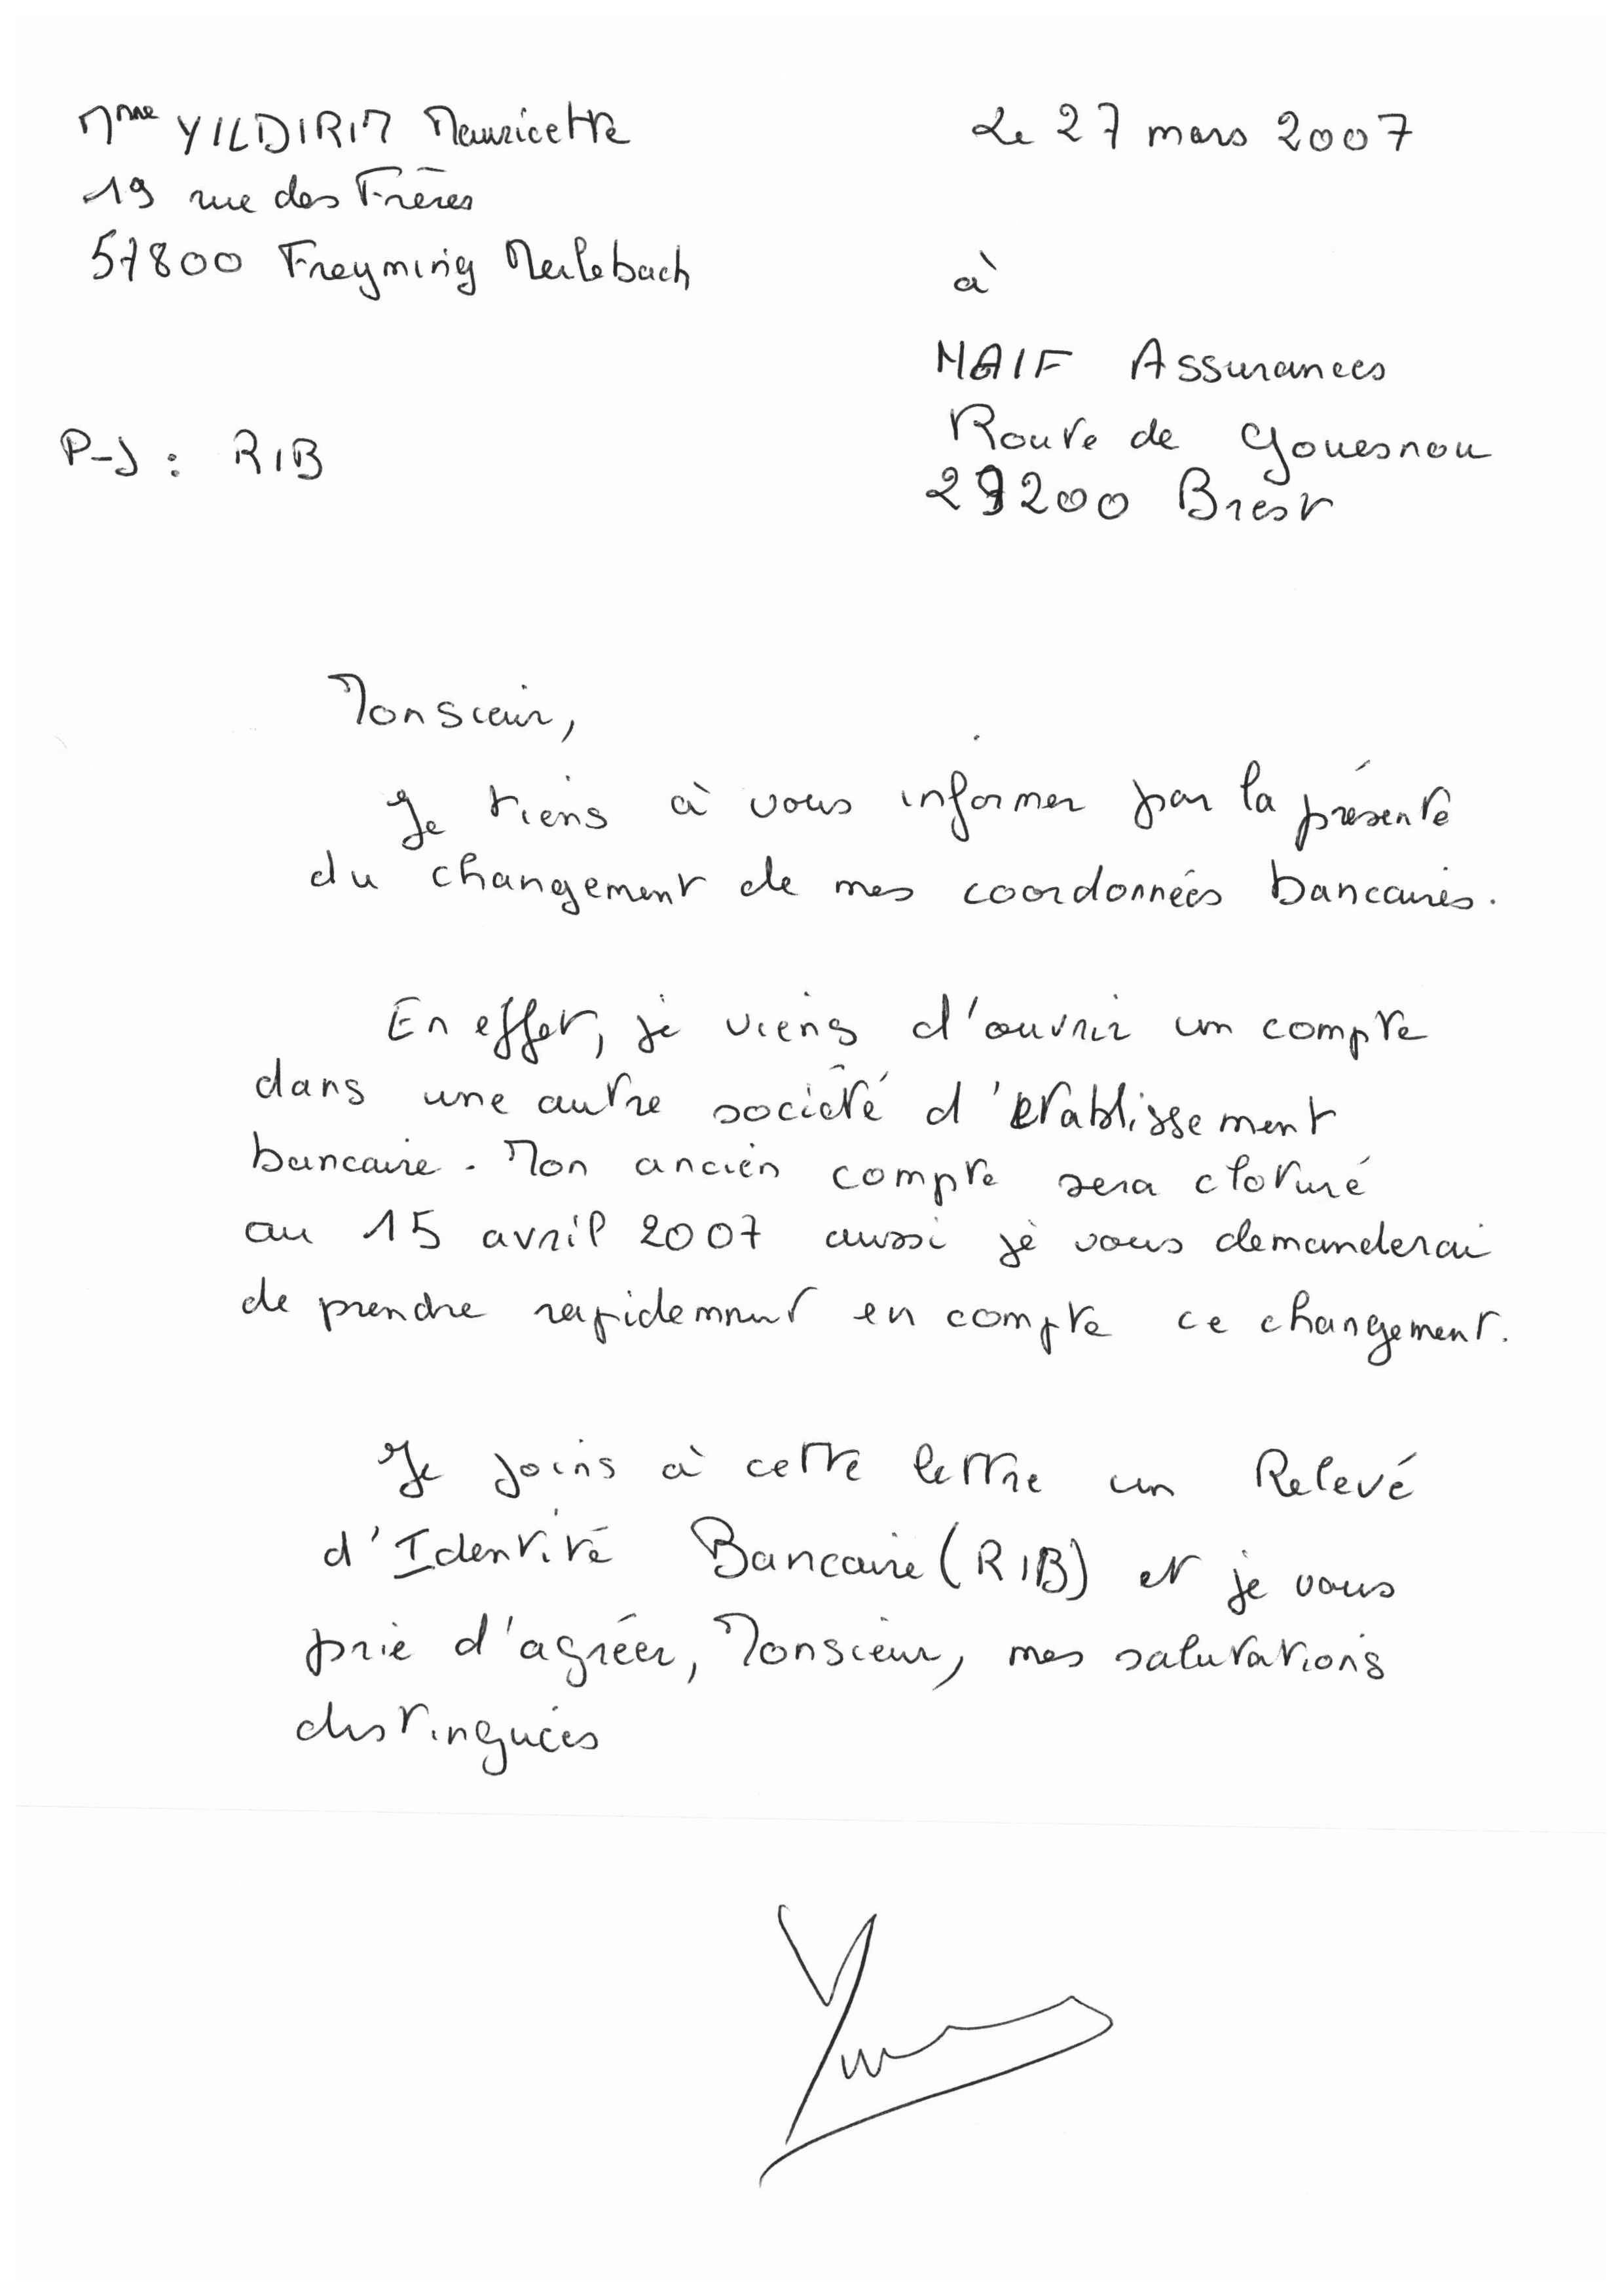 Mme YILDIRIM Mauricette
19 rue des Frères
57800 Freyming Merlebach
Le 27 mars 2007
à
MAIF Assurances
Route de Gouesnou
29200 Brest
P-J : RIB
Monsieur,
Je tiens à vous informer par la présente
du changement de mes coordonnées bancaires.
En effet, je viens d'ouvrir un compte
dans une autre société d'etablissement
bancaire. Mon ancien compte sera cloturé
au 15 avril 2007 aussi je vous demanderai
de prendre rapidemnut en compte ce changement.
Je joins à cette lettre un Relevé
d'Identité Bancaire (RIB) et je vous
prie d'agréer, Monsieur, mes salutations
distinguées